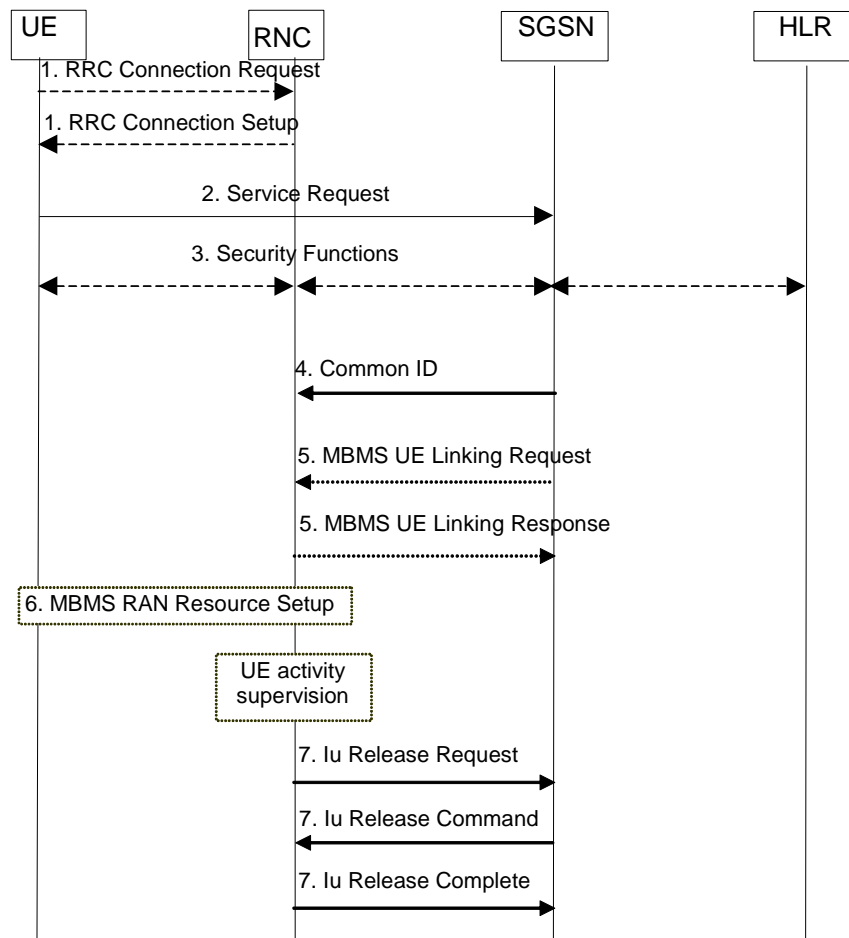 UE
RNC
SGSN
HLR
1. RRC Connection Request
1. RRC Connection Setup
2. Service Request
3. Security Functions
4. Common ID
5. MBMS UE Linking Request
5. MBMS UE Linking Response
6. MBMS RAN Resource Setup
UE activity
supervision
7. Iu Release Request
7. Iu Release Command
7. Iu Release Complete